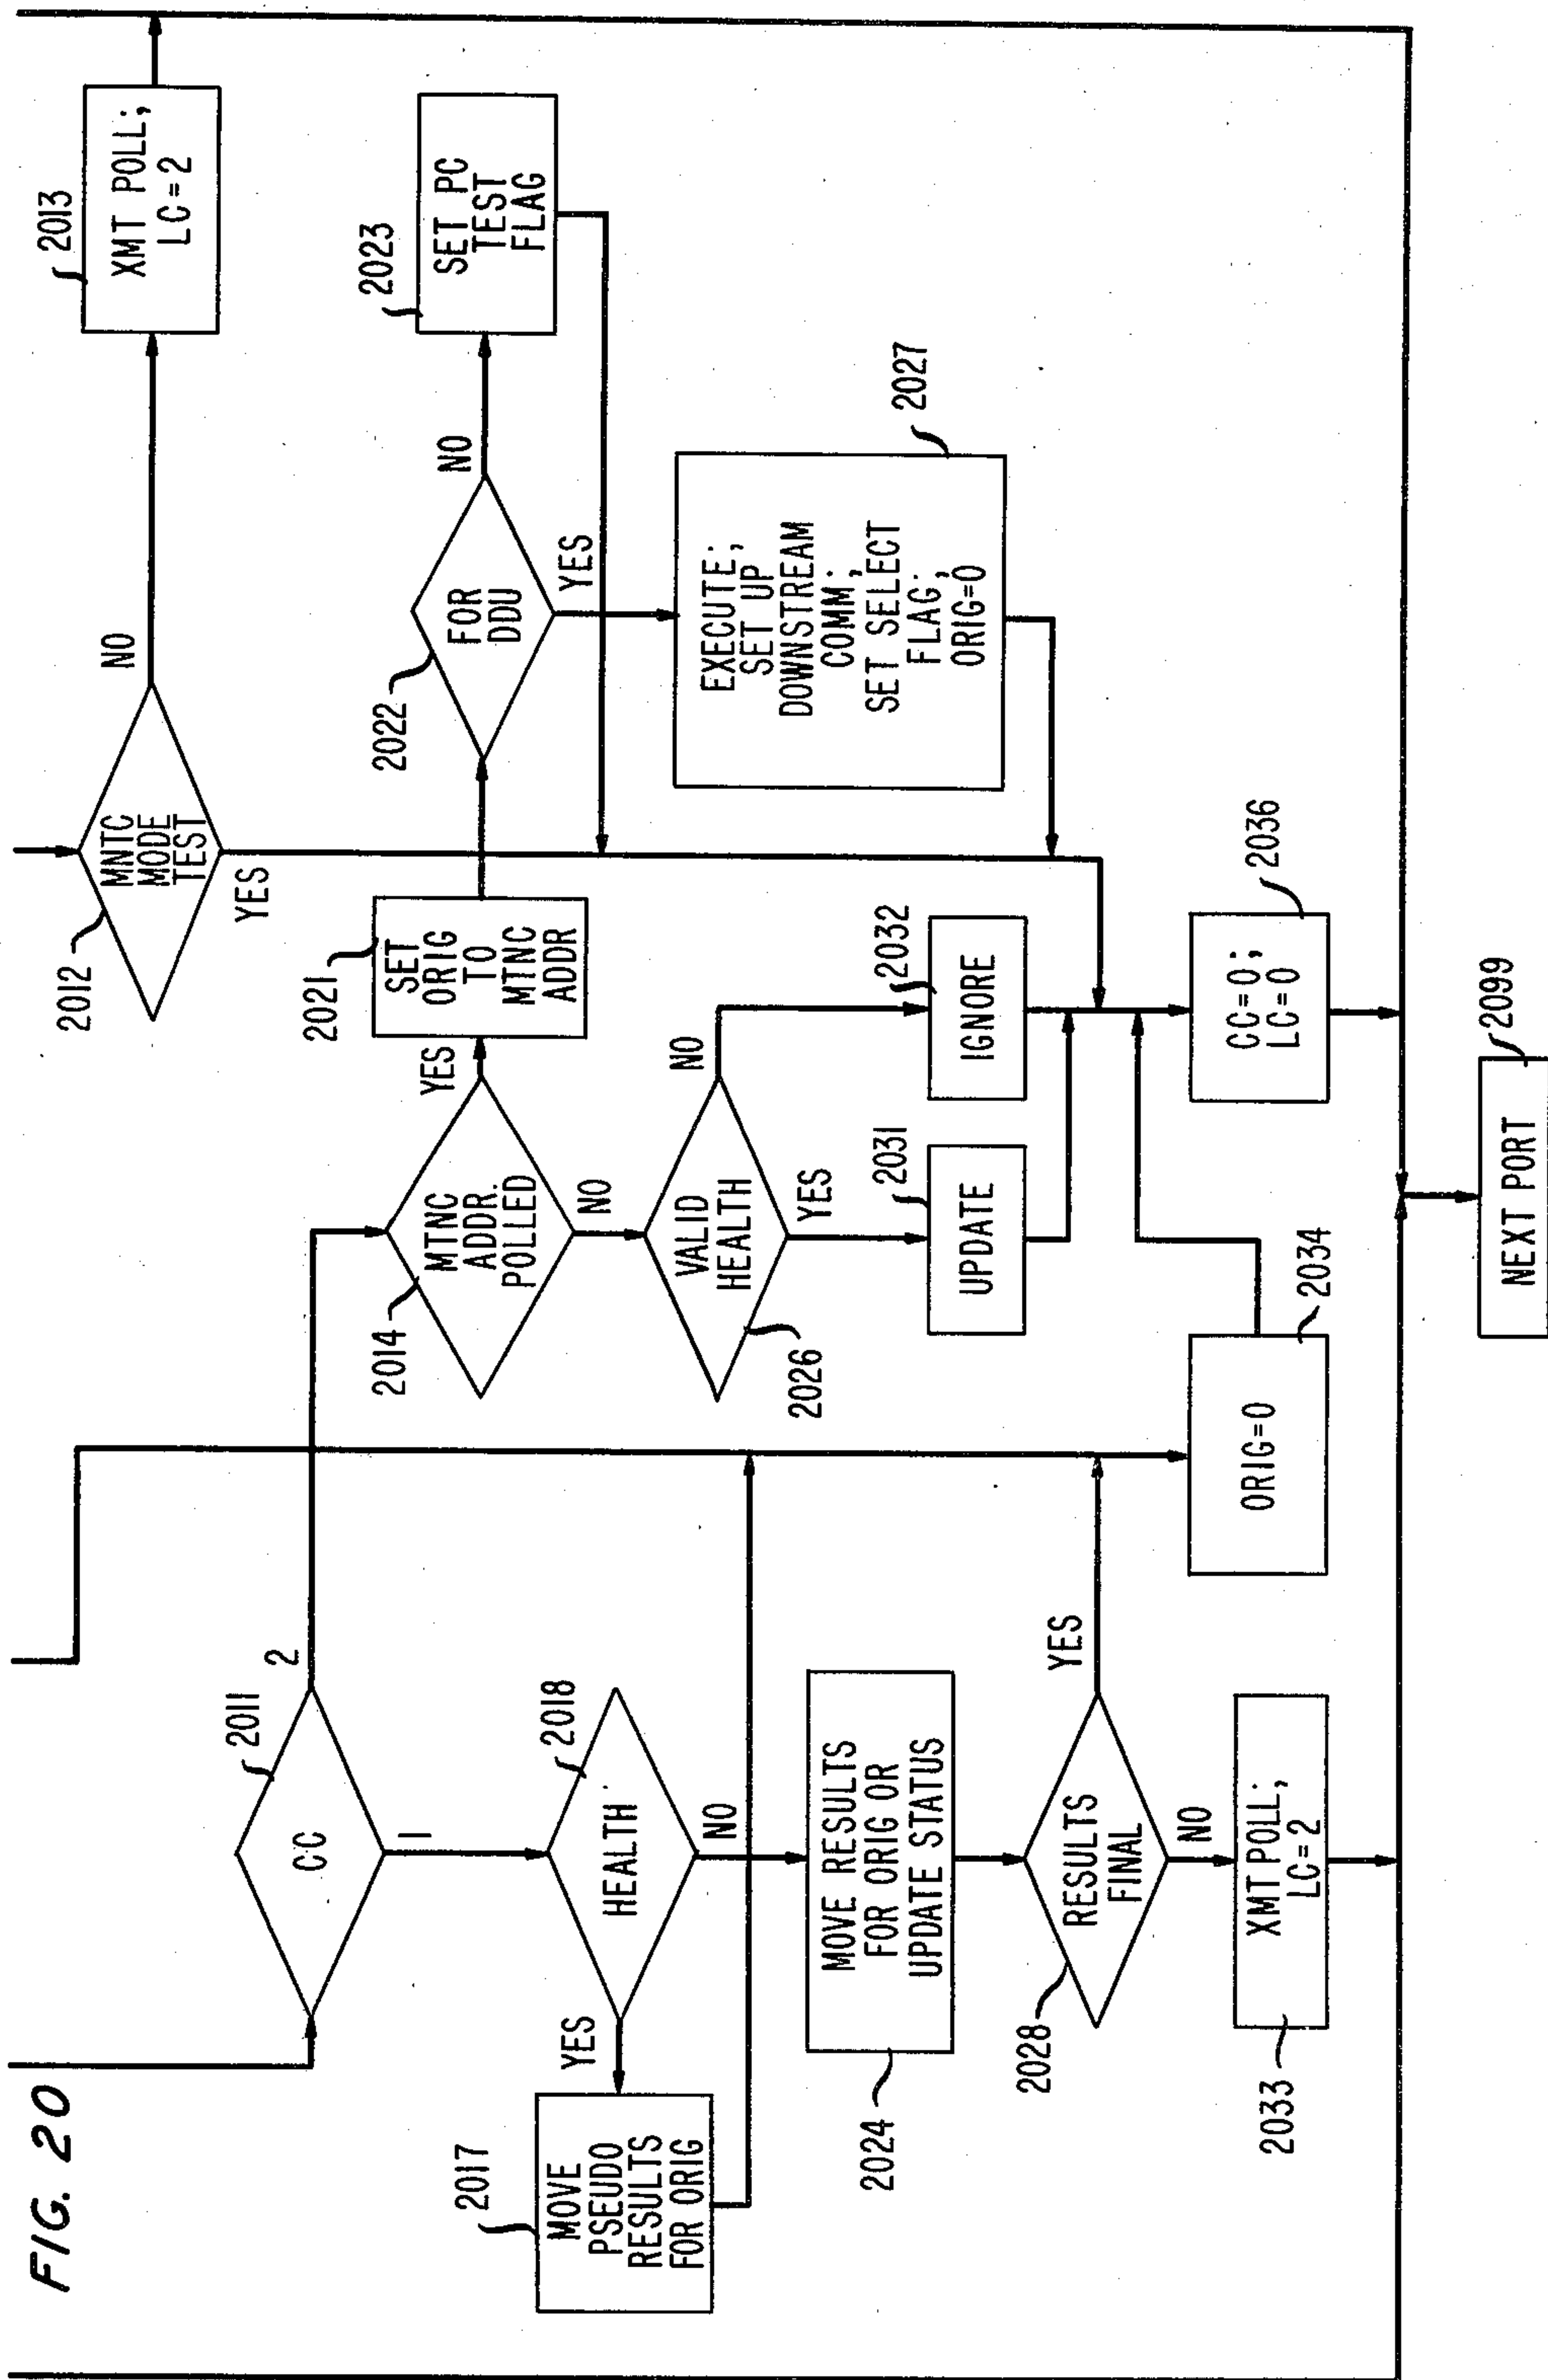 FIG. 20
2011
CC
2
1
2012
MNTC
MODE
TEST
NO
YES
2013
XMT POLL;
LC=2
2014
MTNC
ADDR.
POLLED
YES
NO
2021
SET
ORIG
TO
MTNC
ADDR
2022
FOR
DDU
NO
YES
2023
SET PC
TEST
FLAG
2017
MOVE
PSEUDO
RESULTS
FOR ORIG
YES
2018
HEALTH
NO
2026
VALID
HEALTH
NO
YES
2027
EXECUTE;
SET UP
DOWNSTREAM
COMM;
SET SELECT
FLAG;
ORIG=0
2024
MOVE RESULTS
FOR ORIG OR
UPDATE STATUS
2031
UPDATE
2032
IGNORE
2028
RESULTS
FINAL
YES
NO
2033
XMT POLL;
LC=2
ORIG=0
2034
CC=0;
LC=0
2036
NEXT PORT
2099